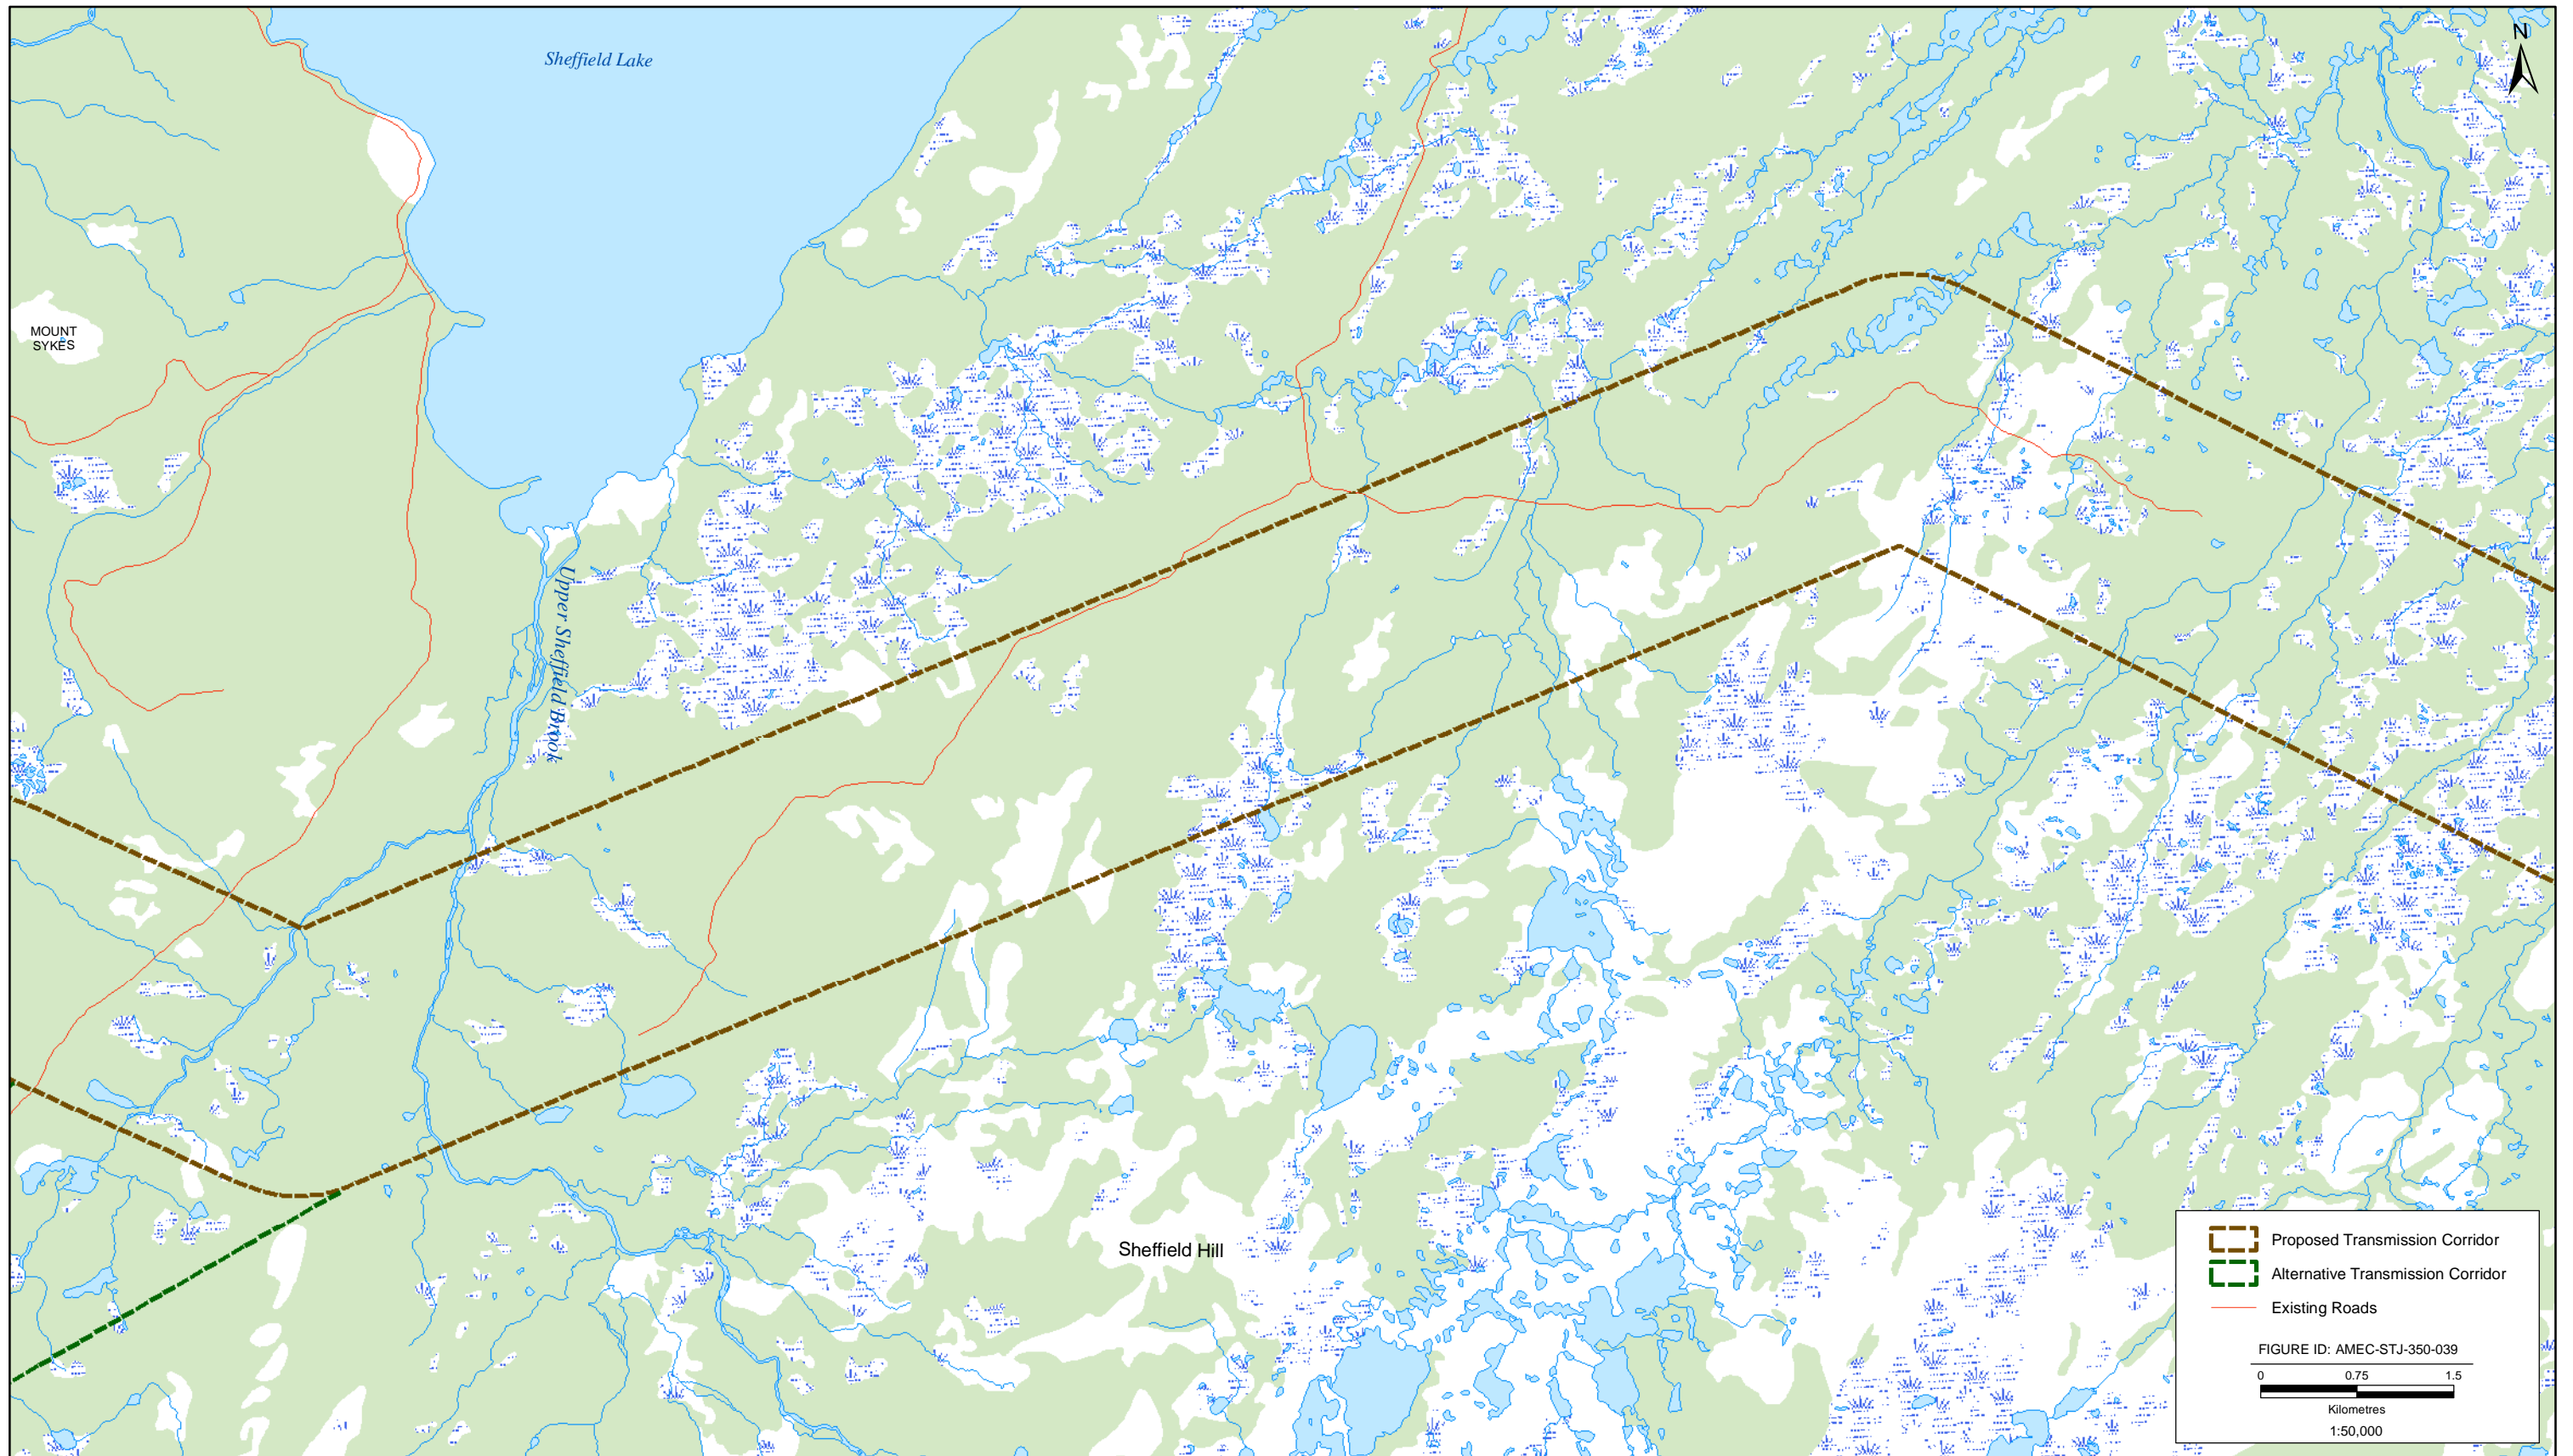 Sheffield Lake
N
MOUNT
SYKES
Upper Sheffield Brook
Sheffield Hill
Proposed Transmission Corridor
Alternative Transmission Corridor
Existing Roads
FIGURE ID: AMEC-STJ-350-039
0 0.75 1.5
Kilometres
1:50,000